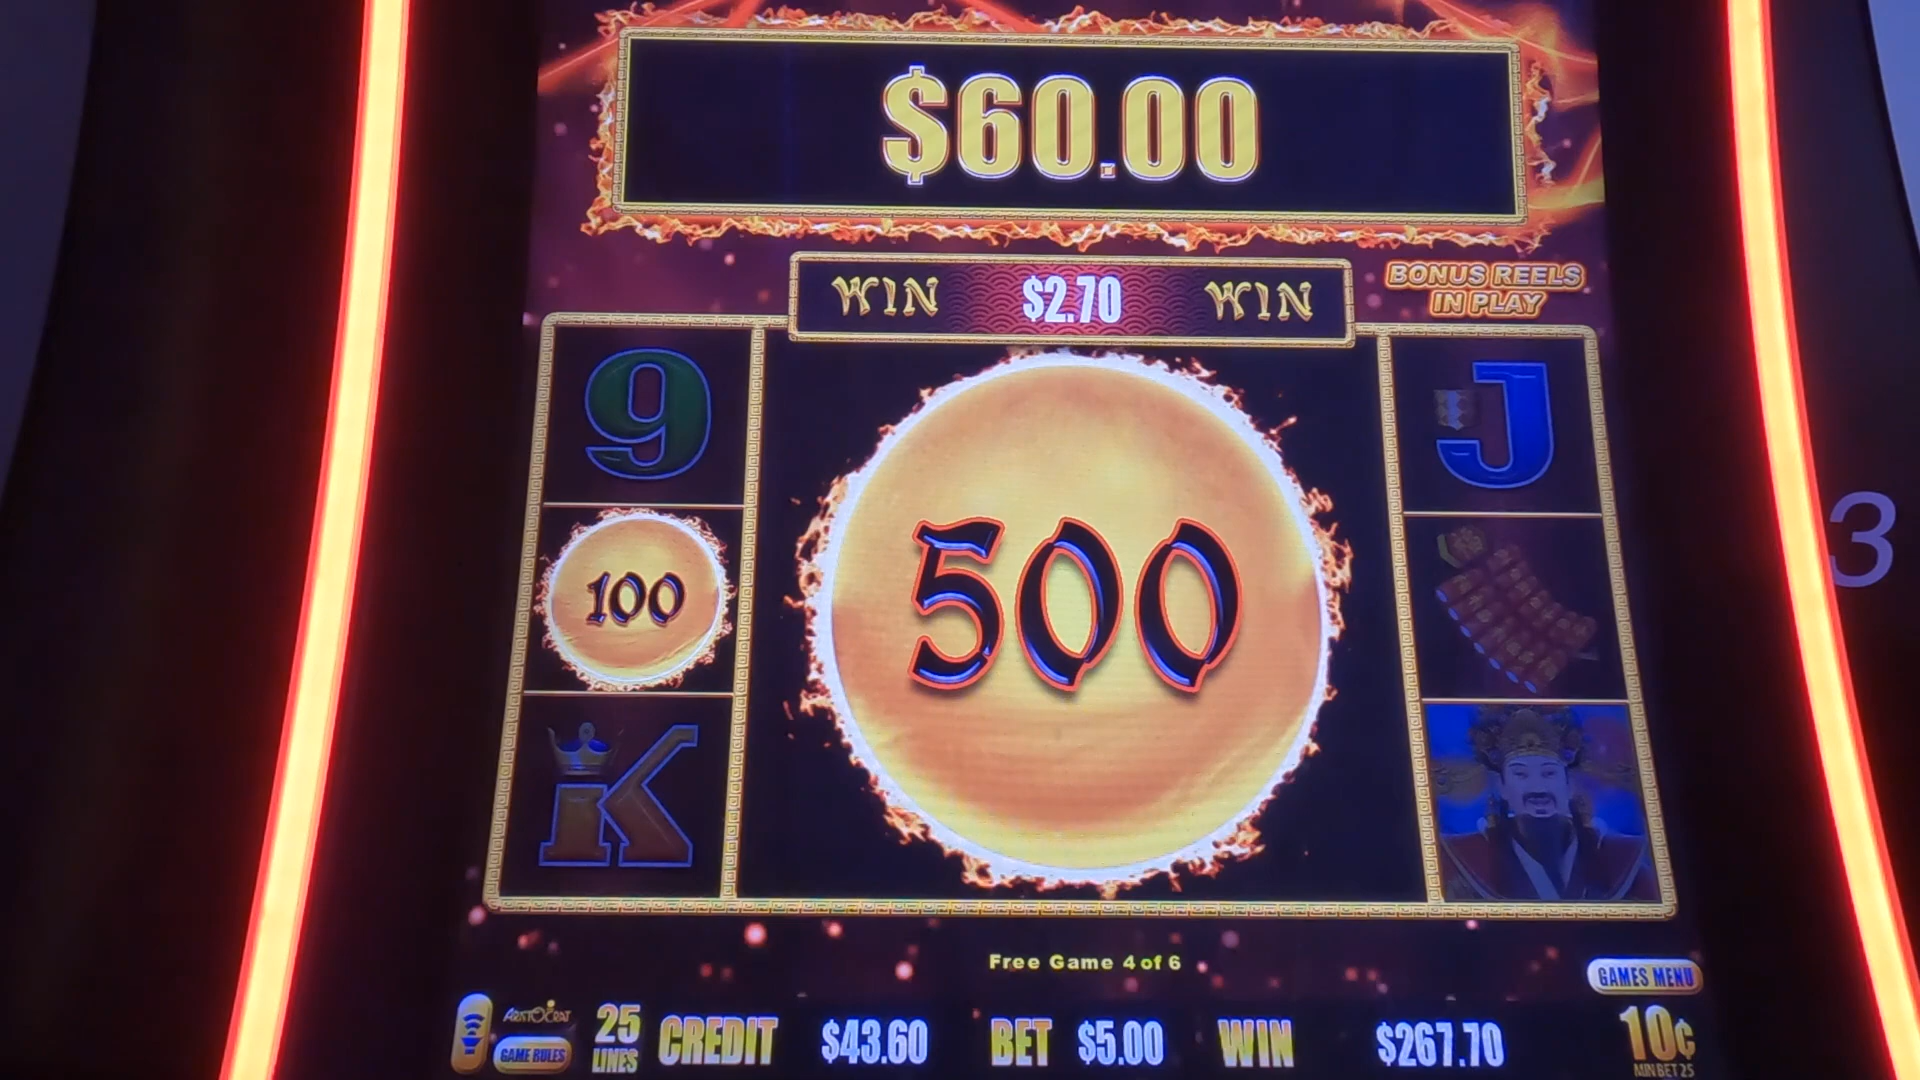 $60.00
WIN $2.70 WIN
BONUS REELS
IN PLAY
9
J
100
500
K
3
Free Game 4 of 6
GAMES MENU
ARISTOCRAT
GAME RULES
25
LINES
CREDIT $43.60
BET $5.00
WIN $267.70
10¢
MIN BET 25